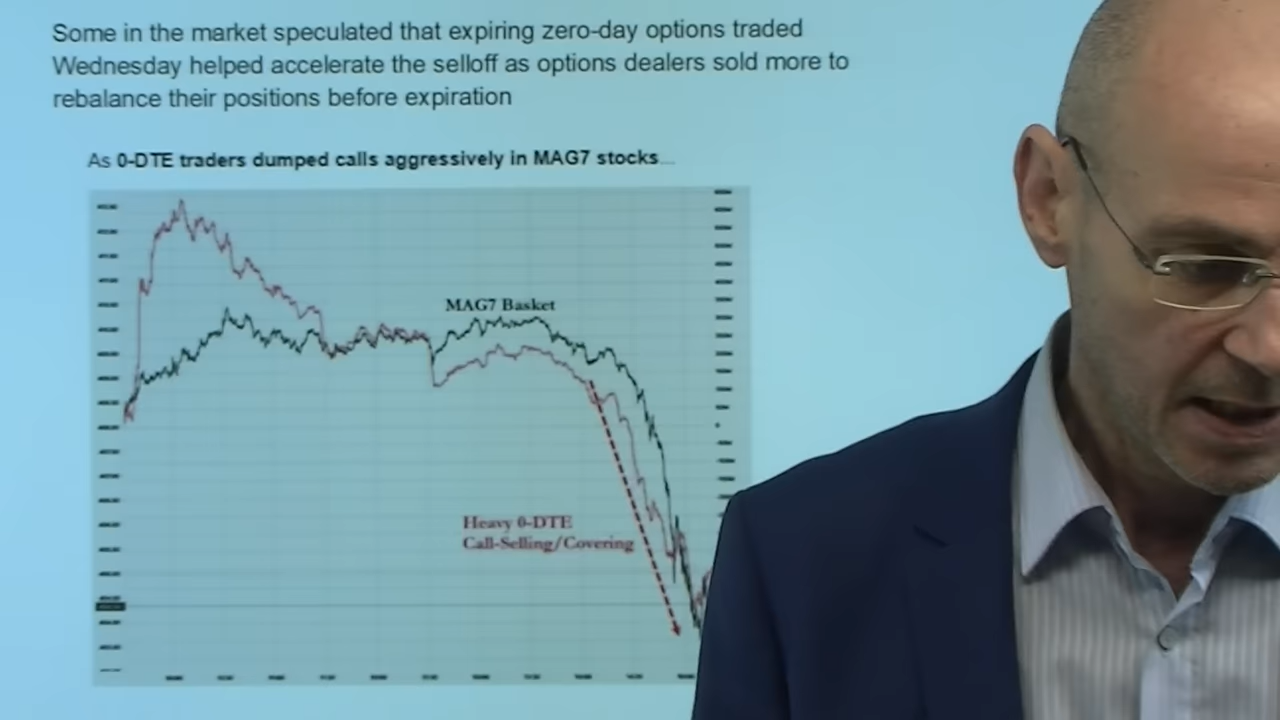 Some in the market speculated that expiring zero-day options traded
Wednesday helped accelerate the selloff as options dealers sold more to
rebalance their positions before expiration
As 0-DTE traders dumped calls aggressively in MAG7 stocks...
MAG7 Basket
Heavy 0-DTE
Call-Selling/Covering